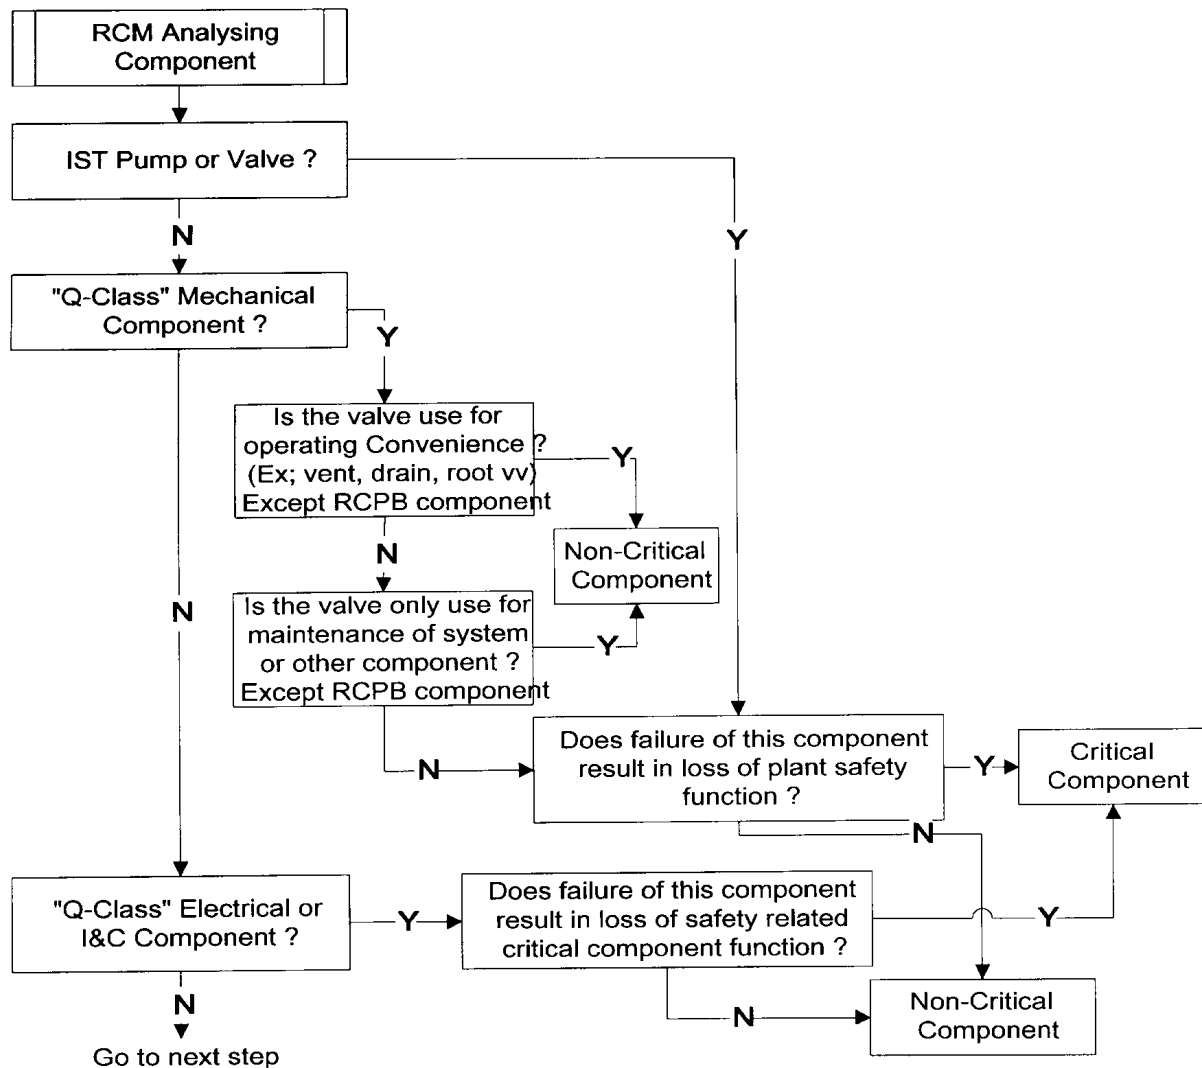 RCM Analysing
Component
IST Pump or Valve ?
N
Y
"Q-Class" Mechanical
Component ?
Y
Is the valve use for
operating Convenience ?
(Ex; vent, drain, root vv)
Except RCPB component
Y
N
Non-Critical
Component
N
Is the valve only use for
maintenance of system
or other component ?
Except RCPB component
Y
N
Does failure of this component
result in loss of plant safety
function ?
Y
Critical
Component
N
"Q-Class" Electrical or
I&C Component ?
Y
Does failure of this component
result in loss of safety related
critical component function ?
Y
N
N
Non-Critical
Component
Go to next step